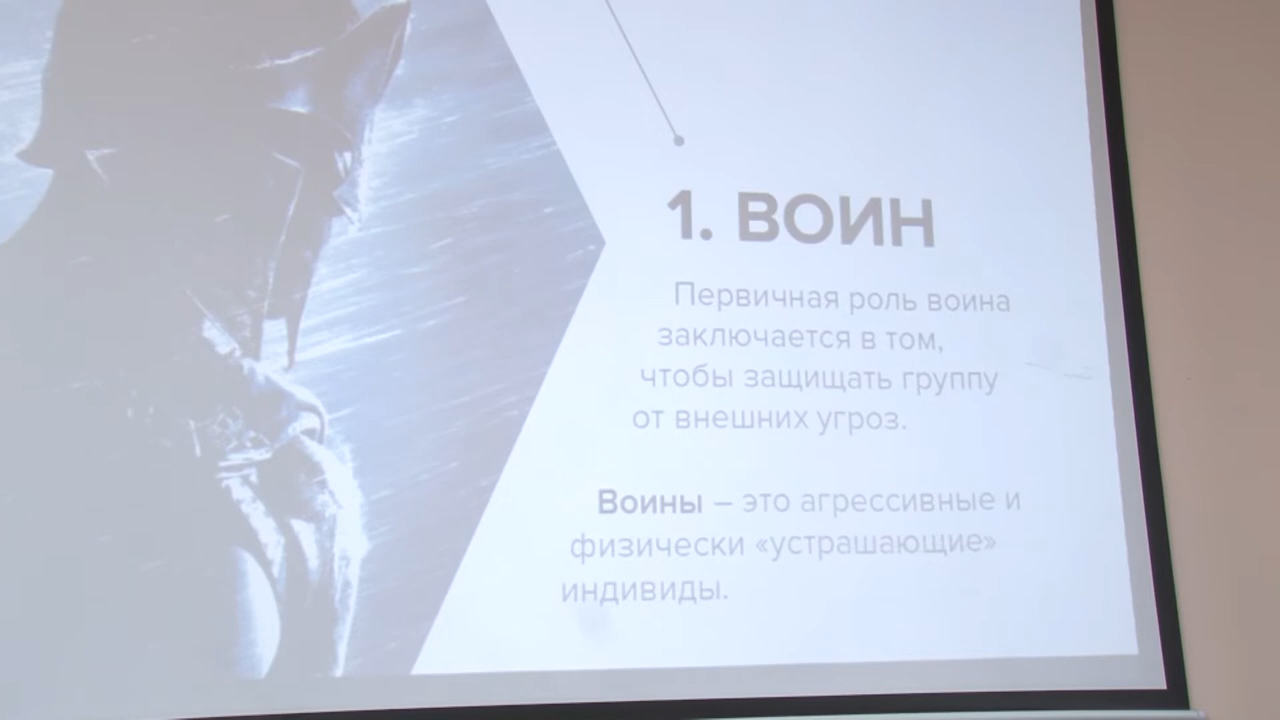 1. ВОИН
Первичная роль воина
заключается в том,
чтобы защищать группу
от внешних угроз.
Воины – это агрессивные и
физически «устрашающие»
индивиды.